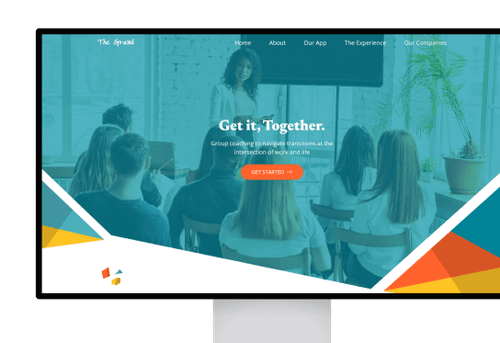 The Grand
Home About Our App The Experience Our Compaines
Get it, Together.
Group coaching to navigate transitions at the
intersection of work and life
GET STARTED →